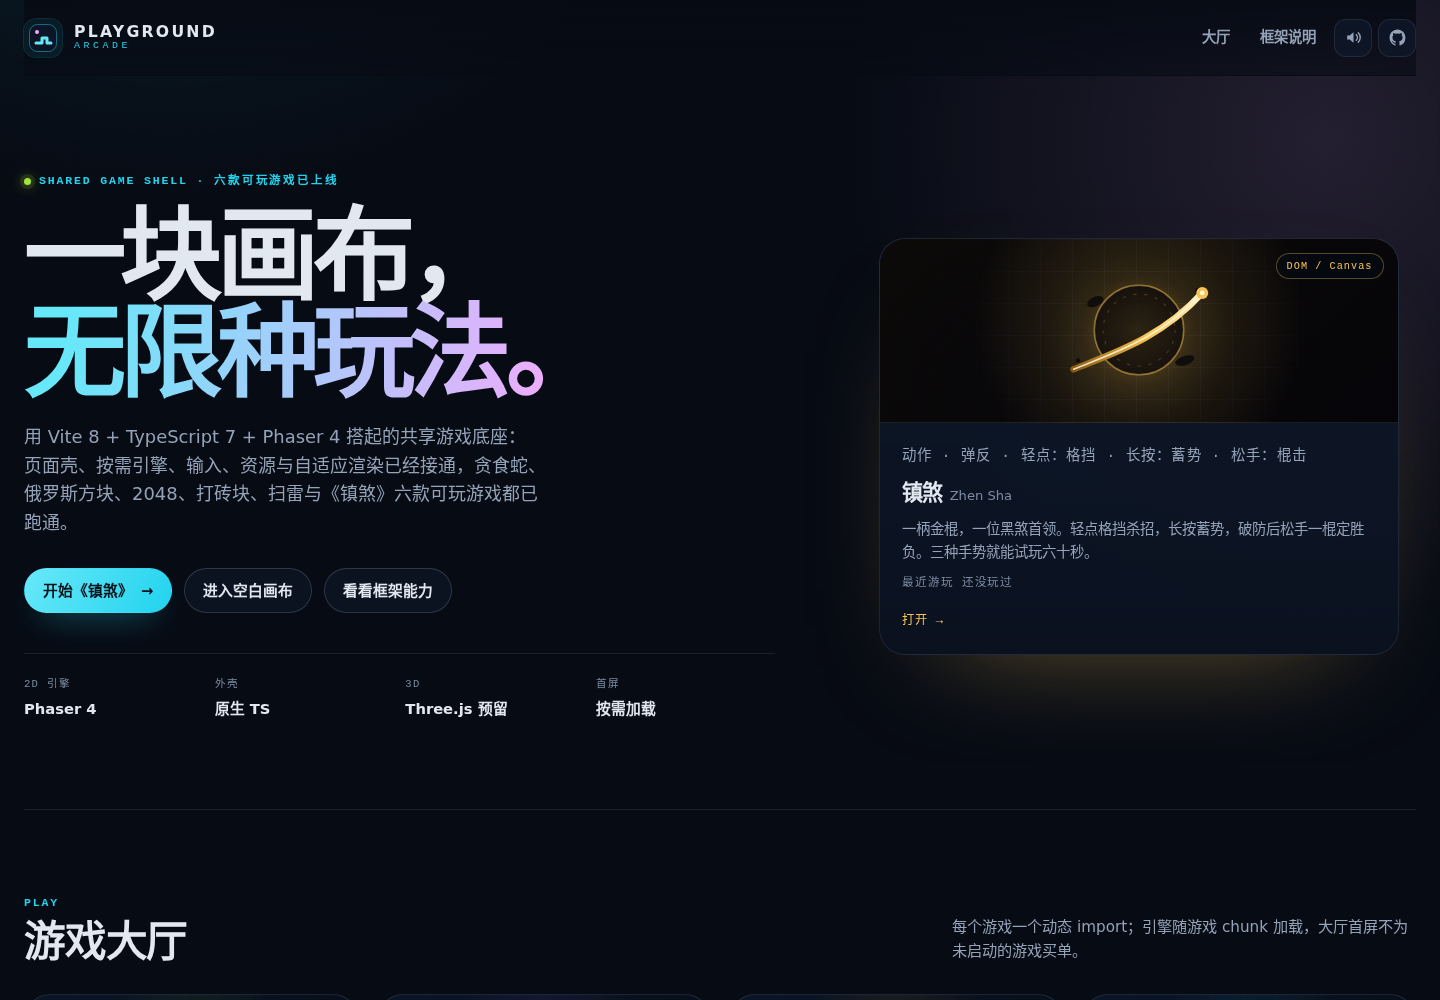 PLAYGROUND
ARCADE
大厅
框架说明
SHARED GAME SHELL · 六款可玩游戏已上线
一块画布，
无限种玩法。
用 Vite 8 + TypeScript 7 + Phaser 4 搭起的共享游戏底座：
页面壳、按需引擎、输入、资源与自适应渲染已经接通，贪食蛇、
俄罗斯方块、2048、打砖块、扫雷与《镇煞》六款可玩游戏都已
跑通。
开始《镇煞》 →
进入空白画布
看看框架能力
2D 引擎
Phaser 4
外壳
原生 TS
3D
Three.js 预留
首屏
按需加载
DOM / Canvas
动作 · 弹反 · 轻点：格挡 · 长按：蓄势 · 松手：棍击
镇煞 Zhen Sha
一柄金棍，一位黑煞首领。轻点格挡杀招，长按蓄势，破防后松手一棍定胜
负。三种手势就能试玩六十秒。
最近游玩 还没玩过
打开 →
PLAY
游戏大厅
每个游戏一个动态 import；引擎随游戏 chunk 加载，大厅首屏不为
未启动的游戏买单。